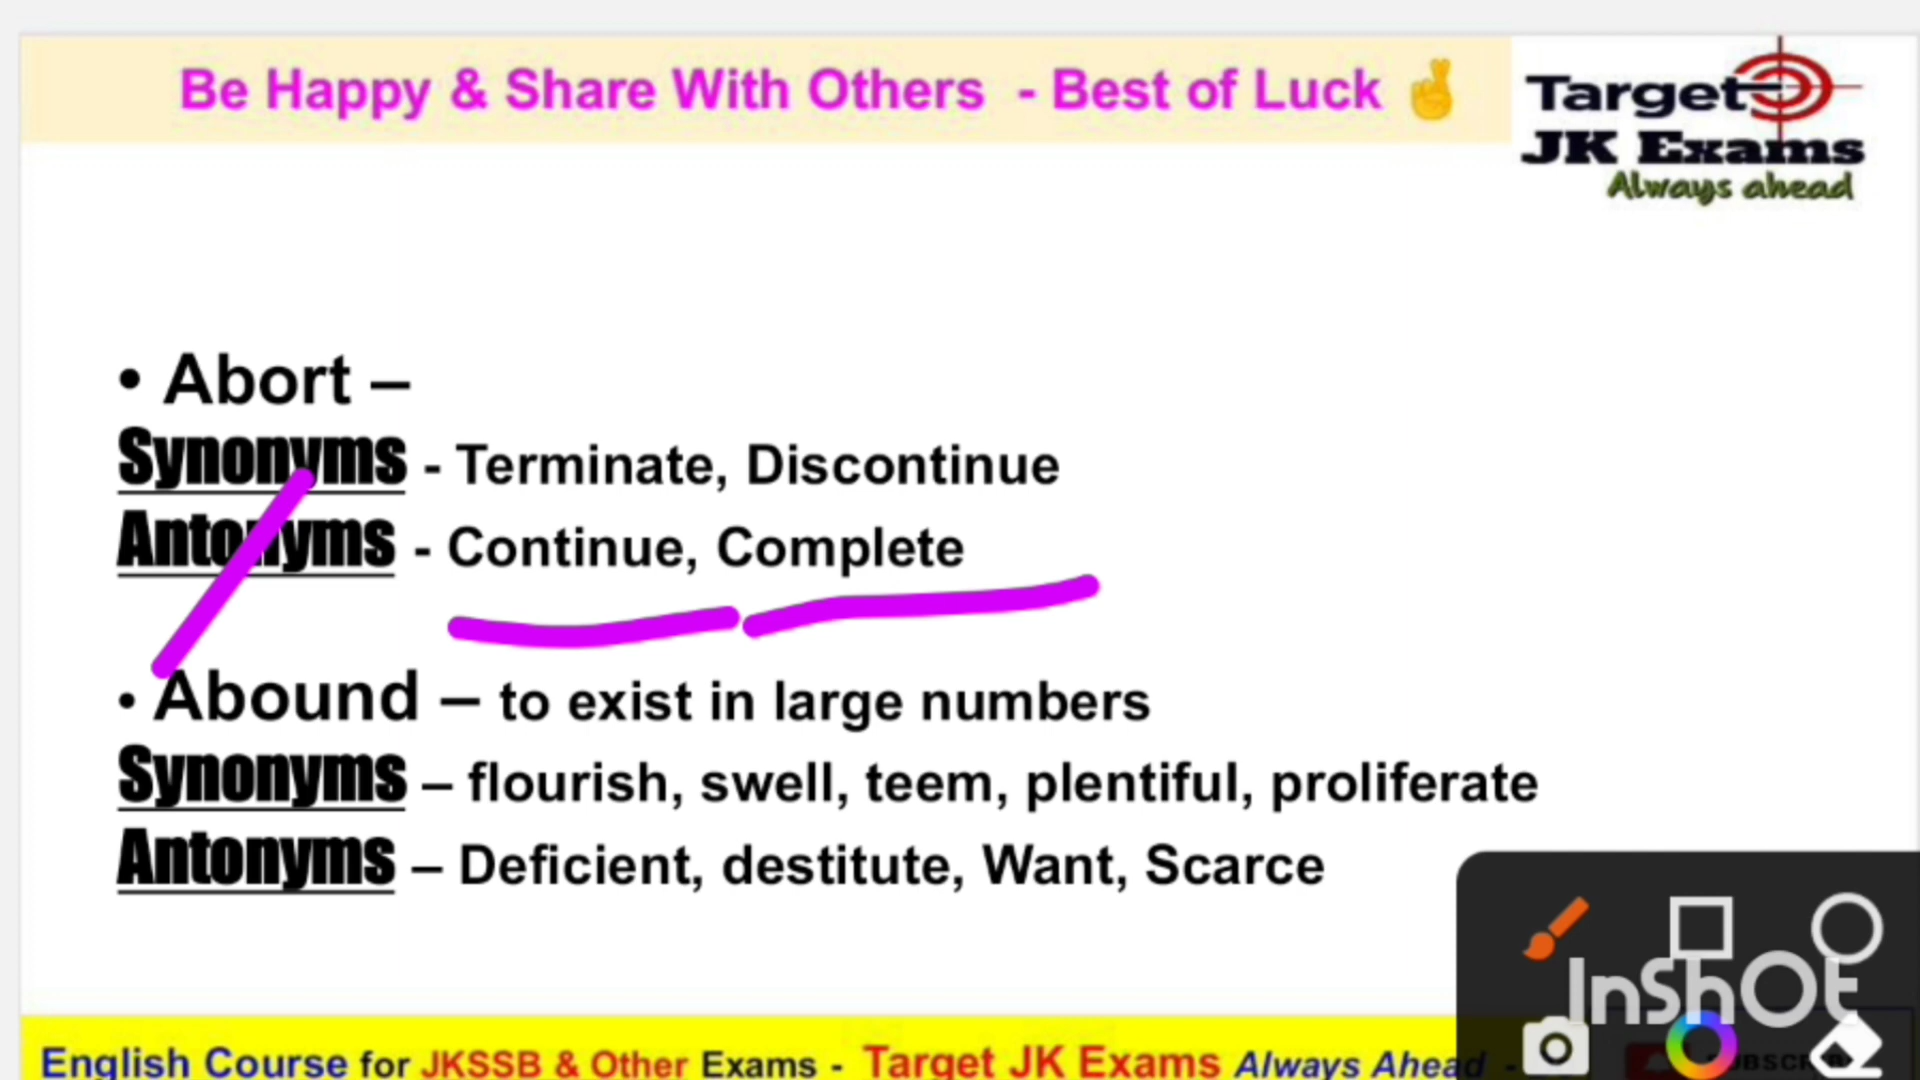 Be Happy & Share With Others - Best of Luck 🤞
Target
JK Exams
Always ahead
• Abort –
Synonyms - Terminate, Discontinue
Antonyms - Continue, Complete
• Abound – to exist in large numbers
Synonyms – flourish, swell, teem, plentiful, proliferate
Antonyms – Deficient, destitute, Want, Scarce
InShOt
English Course for JKSSB & Other Exams - Target JK Exams Always Ahead -